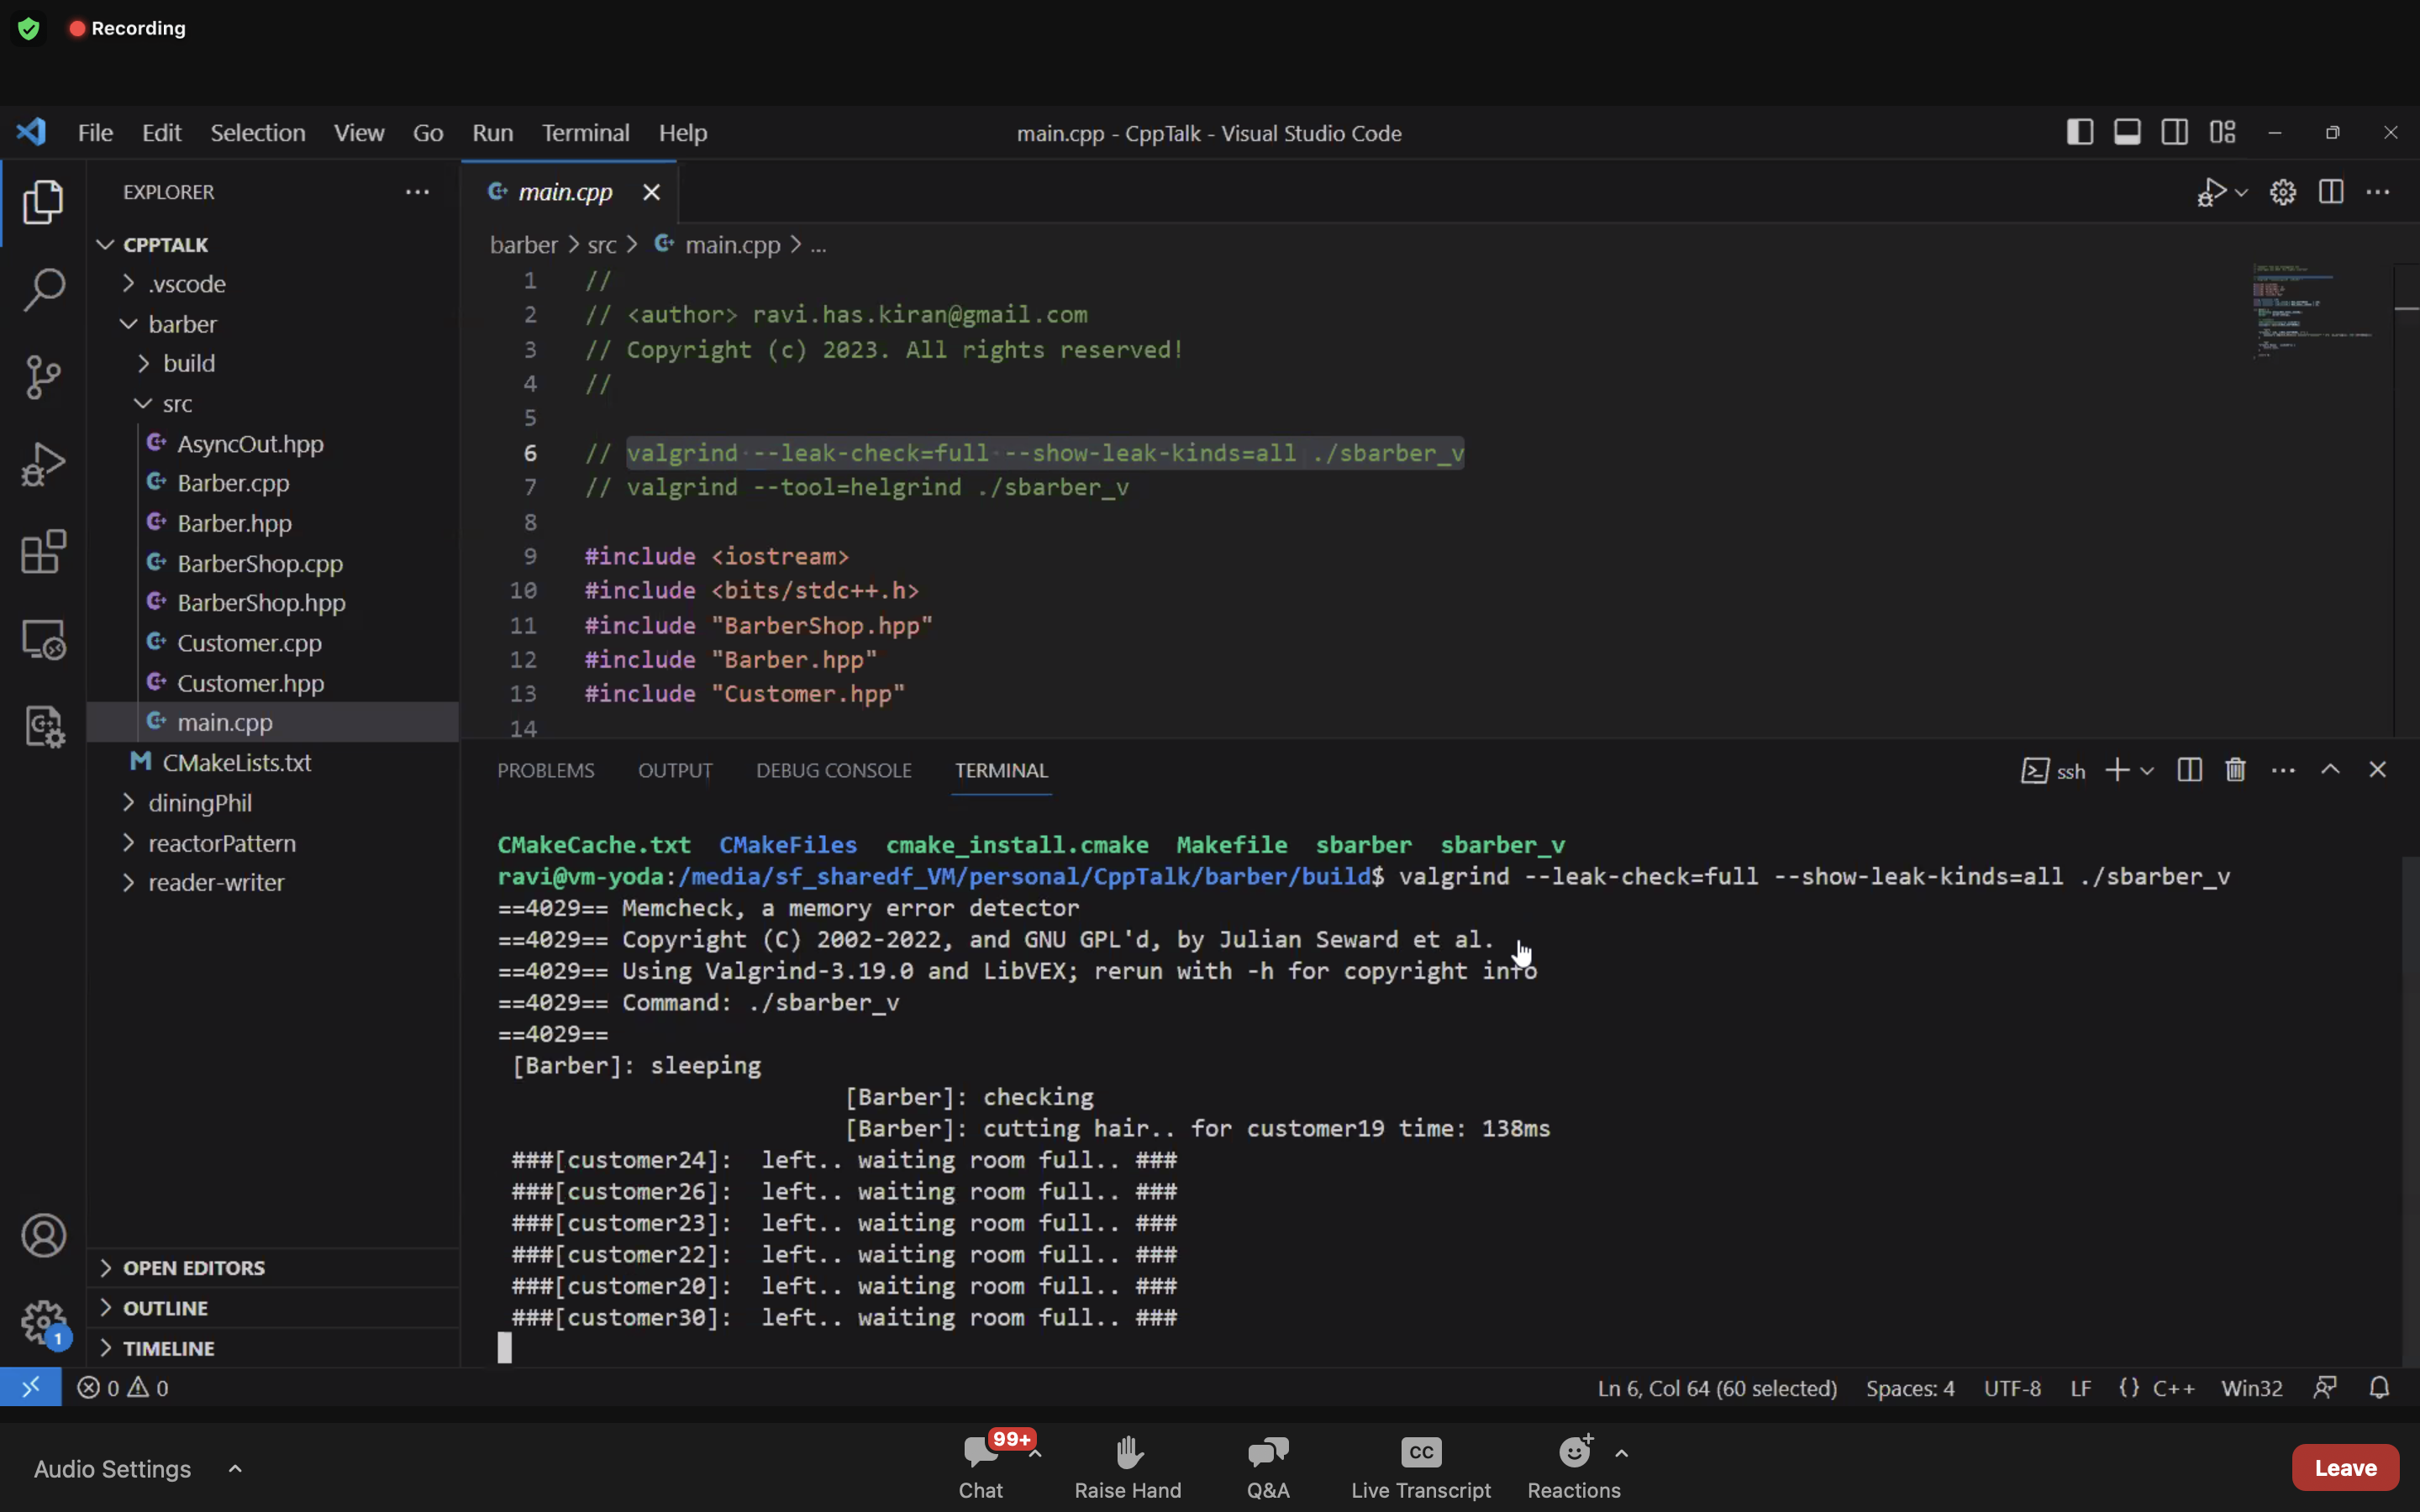 Recording
File Edit Selection View Go Run Terminal Help
main.cpp - CppTalk - Visual Studio Code
EXPLORER
CPPTALK
.vscode
barber
build
src
AsyncOut.hpp
Barber.cpp
Barber.hpp
BarberShop.cpp
BarberShop.hpp
Customer.cpp
Customer.hpp
main.cpp
CMakeLists.txt
diningPhil
reactorPattern
reader-writer
OPEN EDITORS
OUTLINE
TIMELINE
main.cpp
barber > src > main.cpp > ...
1 //
2 // <author> ravi.has.kiran@gmail.com
3 // Copyright (c) 2023. All rights reserved!
4 //
5
6 // valgrind --leak-check=full --show-leak-kinds=all ./sbarber_v
7 // valgrind --tool=helgrind ./sbarber_v
8
9 #include <iostream>
10 #include <bits/stdc++.h>
11 #include "BarberShop.hpp"
12 #include "Barber.hpp"
13 #include "Customer.hpp"
14
PROBLEMS OUTPUT DEBUG CONSOLE TERMINAL
ssh
CMakeCache.txt CMakeFiles cmake_install.cmake Makefile sbarber sbarber_v
ravi@vm-yoda:/media/sf_sharedf_VM/personal/CppTalk/barber/build$ valgrind --leak-check=full --show-leak-kinds=all ./sbarber_v
==4029== Memcheck, a memory error detector
==4029== Copyright (C) 2002-2022, and GNU GPL'd, by Julian Seward et al.
==4029== Using Valgrind-3.19.0 and LibVEX; rerun with -h for copyright info
==4029== Command: ./sbarber_v
==4029==
[Barber]: sleeping
[Barber]: checking
[Barber]: cutting hair.. for customer19 time: 138ms
###[customer24]: left.. waiting room full.. ###
###[customer26]: left.. waiting room full.. ###
###[customer23]: left.. waiting room full.. ###
###[customer22]: left.. waiting room full.. ###
###[customer20]: left.. waiting room full.. ###
###[customer30]: left.. waiting room full.. ###
1
0 0
Ln 6, Col 64 (60 selected) Spaces: 4 UTF-8 LF {} C++ Win32
Audio Settings
99+
Chat
Raise Hand
Q&A
CC
Live Transcript
Reactions
Leave